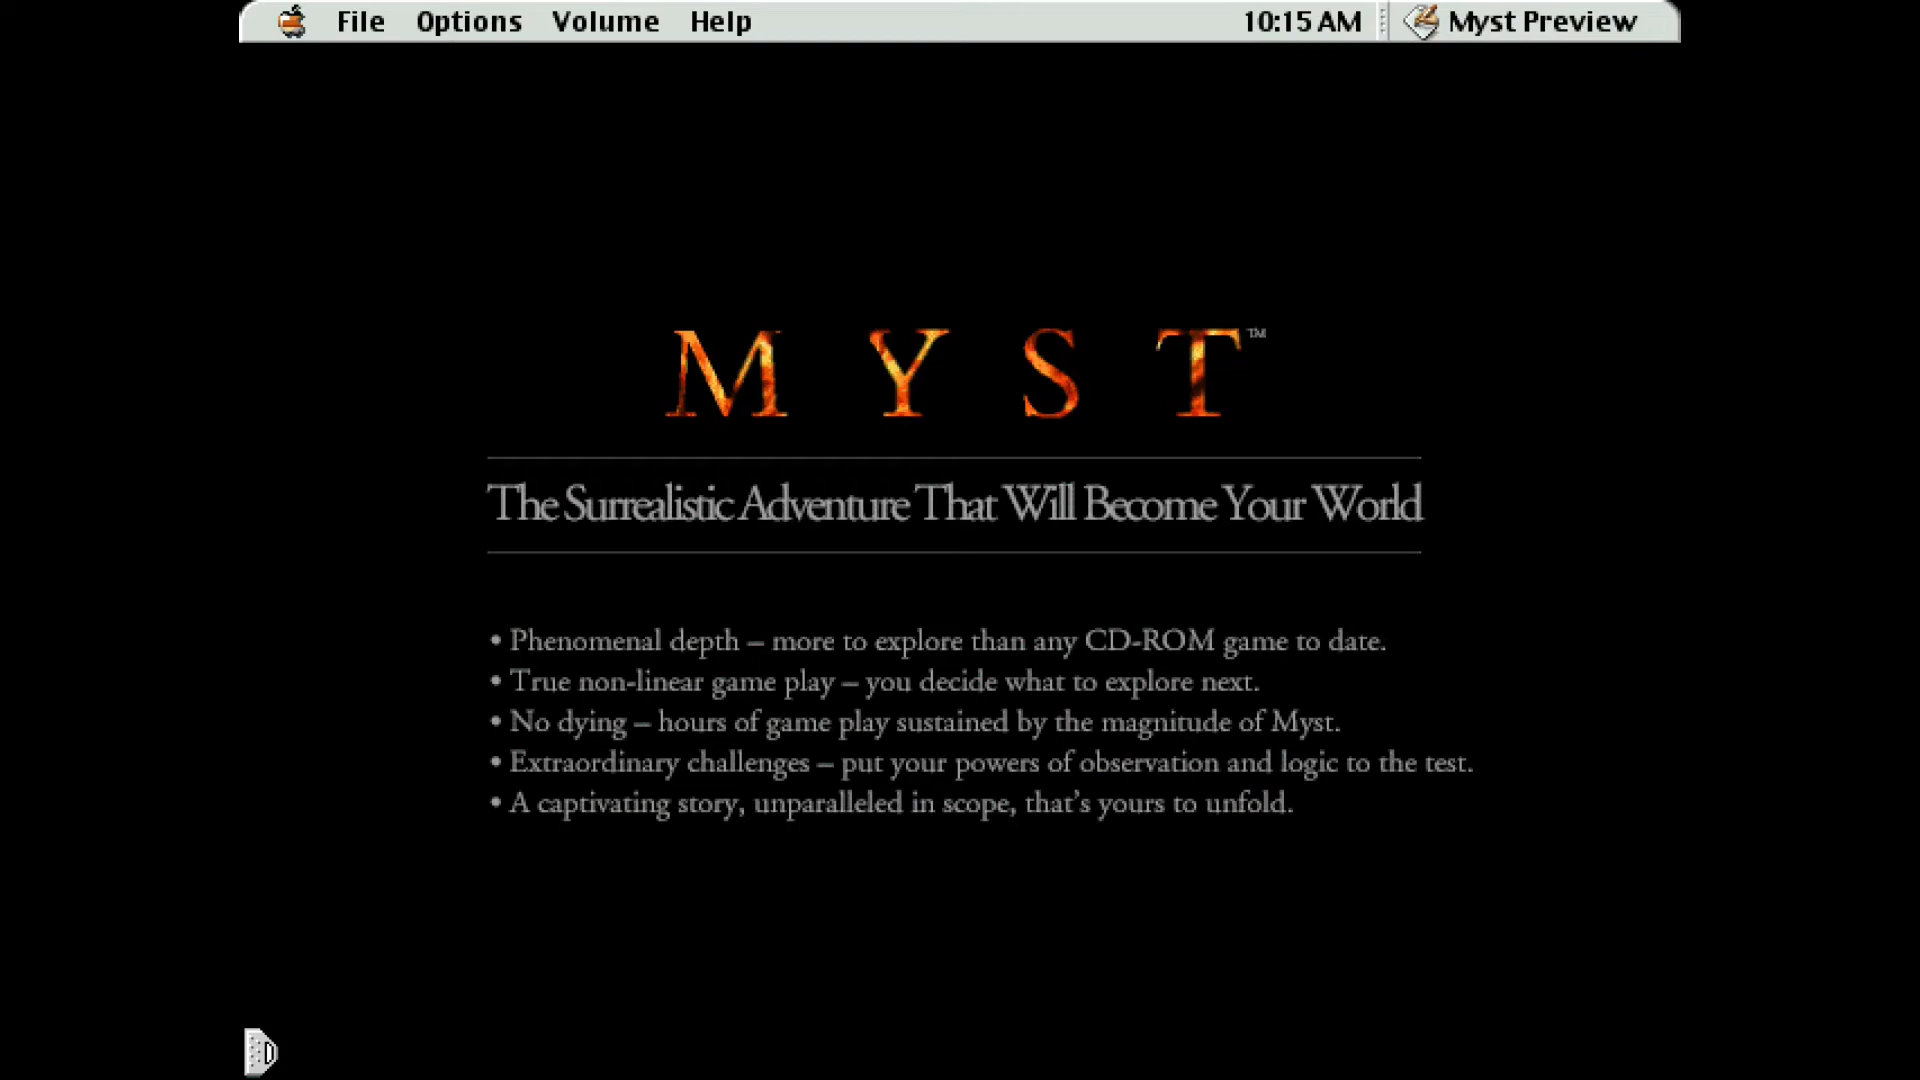 File Options Volume Help 10:15 AM Myst Preview
MYST™
The Surrealistic Adventure That Will Become Your World
• Phenomenal depth – more to explore than any CD-ROM game to date.
• True non-linear game play – you decide what to explore next.
• No dying – hours of game play sustained by the magnitude of Myst.
• Extraordinary challenges – put your powers of observation and logic to the test.
• A captivating story, unparalleled in scope, that's yours to unfold.